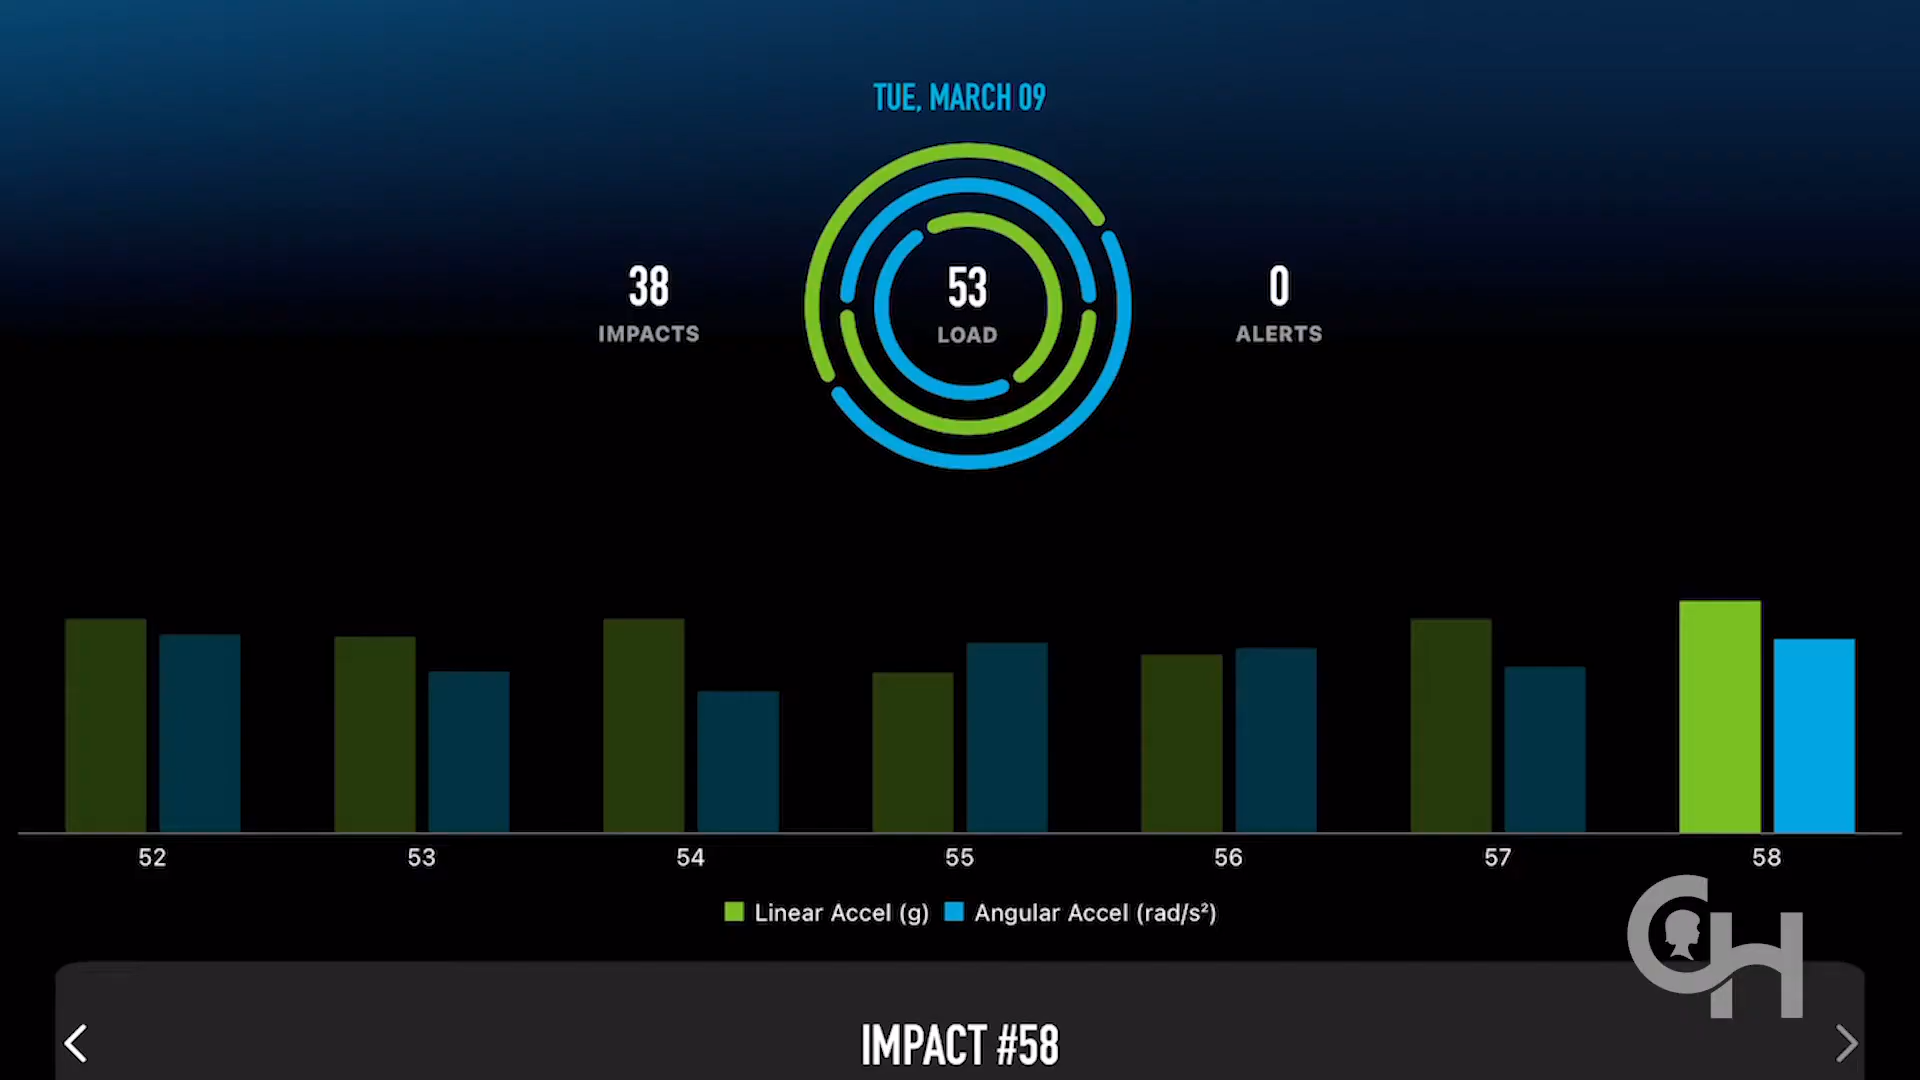 TUE, MARCH 09
38
IMPACTS
53
LOAD
0
ALERTS
52 53 54 55 56 57 58
Linear Accel (g) Angular Accel (rad/s²)
CH
IMPACT #58